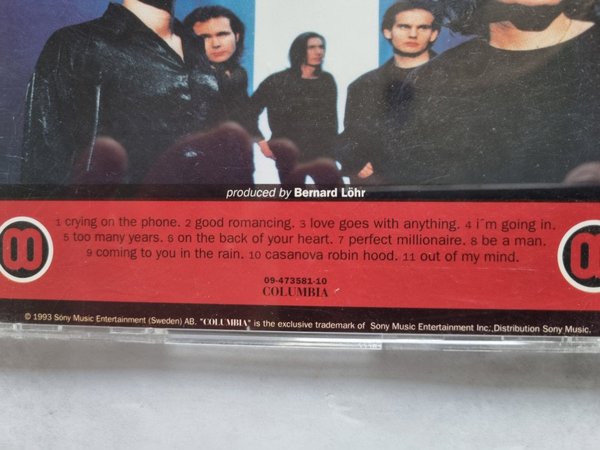 produced by Bernard Löhr
1 crying on the phone. 2 good romancing. 3 love goes with anything. 4 i´m going in.
5 too many years. 6 on the back of your heart. 7 perfect millionaire. 8 be a man.
9 coming to you in the rain. 10 casanova robin hood. 11 out of my mind.
09-473581-10
COLUMBIA
© 1993 Sony Music Entertainment (Sweden) AB. "COLUMBIA" is the exclusive trademark of Sony Music Entertainment Inc. Distribution Sony Music.